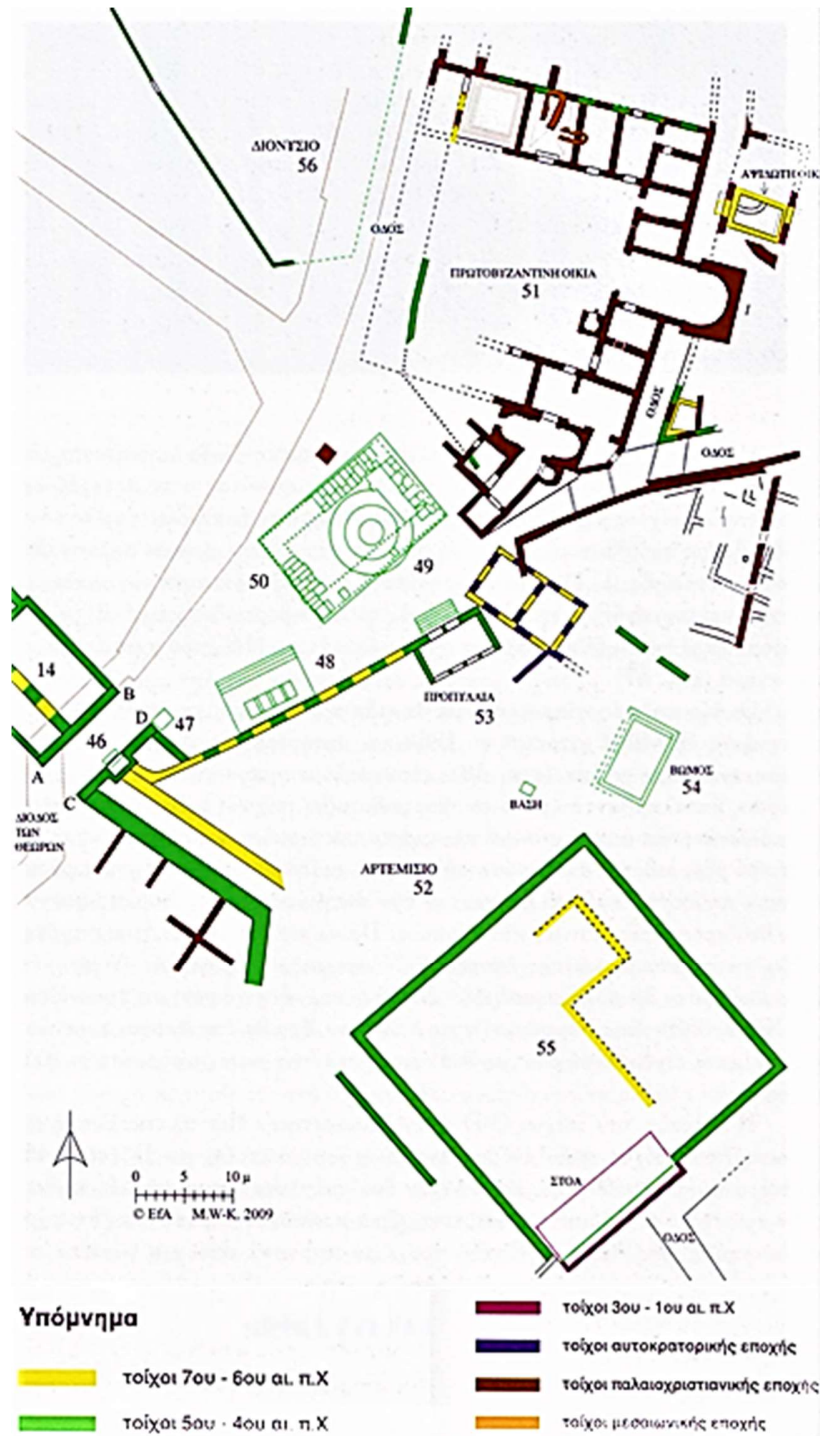 ΔΙΟΝΥΣΙΟ
56
ΑΨΙΔΩΤΗ ΟΙΚ
ΟΔΟΣ
ΠΡΩΤΟΒΥΖΑΝΤΙΝΗ ΟΙΚΙΑ
51
ΟΔΟΣ
ΟΔΟΣ
50
49
48
14
B
D
47
46
A
C
ΠΡΟΠΥΛΑΙΑ
53
ΒΩΜΟΣ
54
ΒΑΣΗ
ΔΙΟΔΟΣ
ΤΩΝ
ΘΕΩΡΩΝ
ΑΡΤΕΜΙΣΙΟ
52
55
ΣΤΟΑ
ΟΔΟΣ
0 10 μ
© EfA M.W-K, 2009
Υπόμνημα
τοίχοι 7ου - 6ου αι. π.Χ
τοίχοι 5ου - 4ου αι. π.Χ
τοίχοι 3ου - 1ου αι. π.Χ
τοίχοι αυτοκρατορικής εποχής
τοίχοι παλαιοχριστιανικής εποχής
τοίχοι μεσαιωνικής εποχής